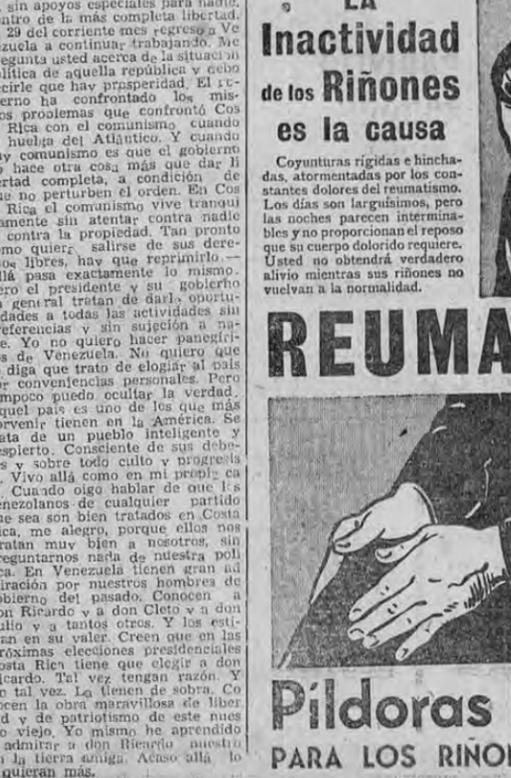 sin apoyos especiales para nadie.
ntro de la más completa libertad.
29 del corriente mes regreso a Ve
zuela a continuar trabajando. Me
egunta usted acerca de la situación
lítica de aquella república y debo
cirle que hay prosperidad. El
erno ha confrontado los mis-
os proolemas que confrontó Cos
Rica con el comunismo cuando
huelga del Atlántico. Y cuando
y comunismo es que el gobierno
hace otra cosa más que dar li
ertad completa, a condición de
e no perturben el orden. En Cos
Rica el comunismo vive tranqui
amente sin atentar contra nadie
contra la propiedad. Tan pronto
omo quiere salirse de sus dere-
os libres, hay que reprimirlo.—
llá pasa exactamente lo mismo.
ero el presidente y su gobierno
general tratan de darle oportu-
dades a todas las actividades sin
referencias y sin sujeción a na-
e. Yo no quiero hacer panegíri-
s de Venezuela. No quiero que
diga que trato de elogiar al país
r conveniencias personales. Pero
mpoco puedo ocultar la verdad.
quel país es uno de los que más
orvenir tienen en la América. Se
ata de un pueblo inteligente y
spierto. Consciente de sus debe-
s y sobre todo culto y progresis
. Vivo allá como en mi propia ca
. Cuando oigo hablar de que los
enezolanos de cualquier partido
e sea son bien tratados en Costa
ica, me alegro, porque ellos nos
ratan muy bien a nosotros, sin
reguntarnos nada de nuestra polí
ca. En Venezuela tienen gran ad
iración por nuestros hombres de
obierno del pasado. Conocen a
on Ricardo y a don Cleto y a don
ulio y a tantos otros. Y los esti-
an en su valer. Creen que en las
róximas elecciones presidenciales
osta Rica tiene que elegir a don
icardo. Tal vez tengan razón. Y
tal vez. La tienen de sobra. Co
ocen la obra maravillosa de liber
d y de patriotismo de este nues
o viejo. Yo mismo he aprendido
admirar a don Ricardo nuestro
la tierra amiga. Acaso allá lo
quieran más.
LA
Inactividad
de los Riñones
es la causa
Coyunturas rígidas e hincha-
das, atormentadas por los con-
stantes dolores del reumatismo.
Los días son larguísimos, pero
las noches parecen intermina-
bles y no proporcionan el reposo
que su cuerpo dolorido requiere.
Usted no obtendrá verdadero
alivio mientras sus riñones no
vuelvan a la normalidad.
REUMA
Píldoras
PARA LOS RIÑO